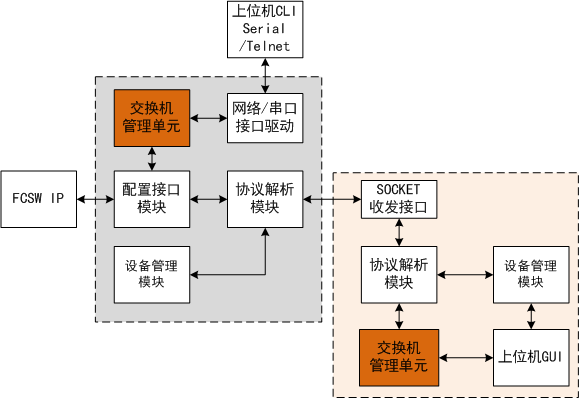 上位机CLI
Serial
/Telnet
交换机
管理单元
网络/串口
接口驱动
FCSW IP
配置接口
模块
协议解析
模块
SOCKET
收发接口
设备管理
模块
协议解析
模块
设备管理
模块
交换机
管理单元
上位机GUI